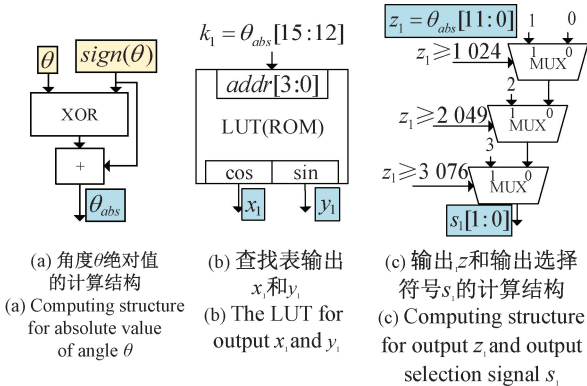 θ
sign(θ)
XOR
+
θabs
(a) 角度θ绝对值
的计算结构
(a) Computing structure
for absolute value
of angle θ
k1 = θabs[15:12]
addr[3:0]
LUT(ROM)
cos sin
x1 y1
(b) 查找表输出
x1和y1
(b) The LUT for
output x1 and y1
z1 = θabs[11:0] 1 0
z1≥1 024 1 0
MUX
2
z1≥2 049 1 0
MUX
3
z1≥3 076 1 0
MUX
s1[1:0]
(c) 输出1z和输出选择
符号s1的计算结构
(c) Computing structure
for output z1 and output
selection signal s1